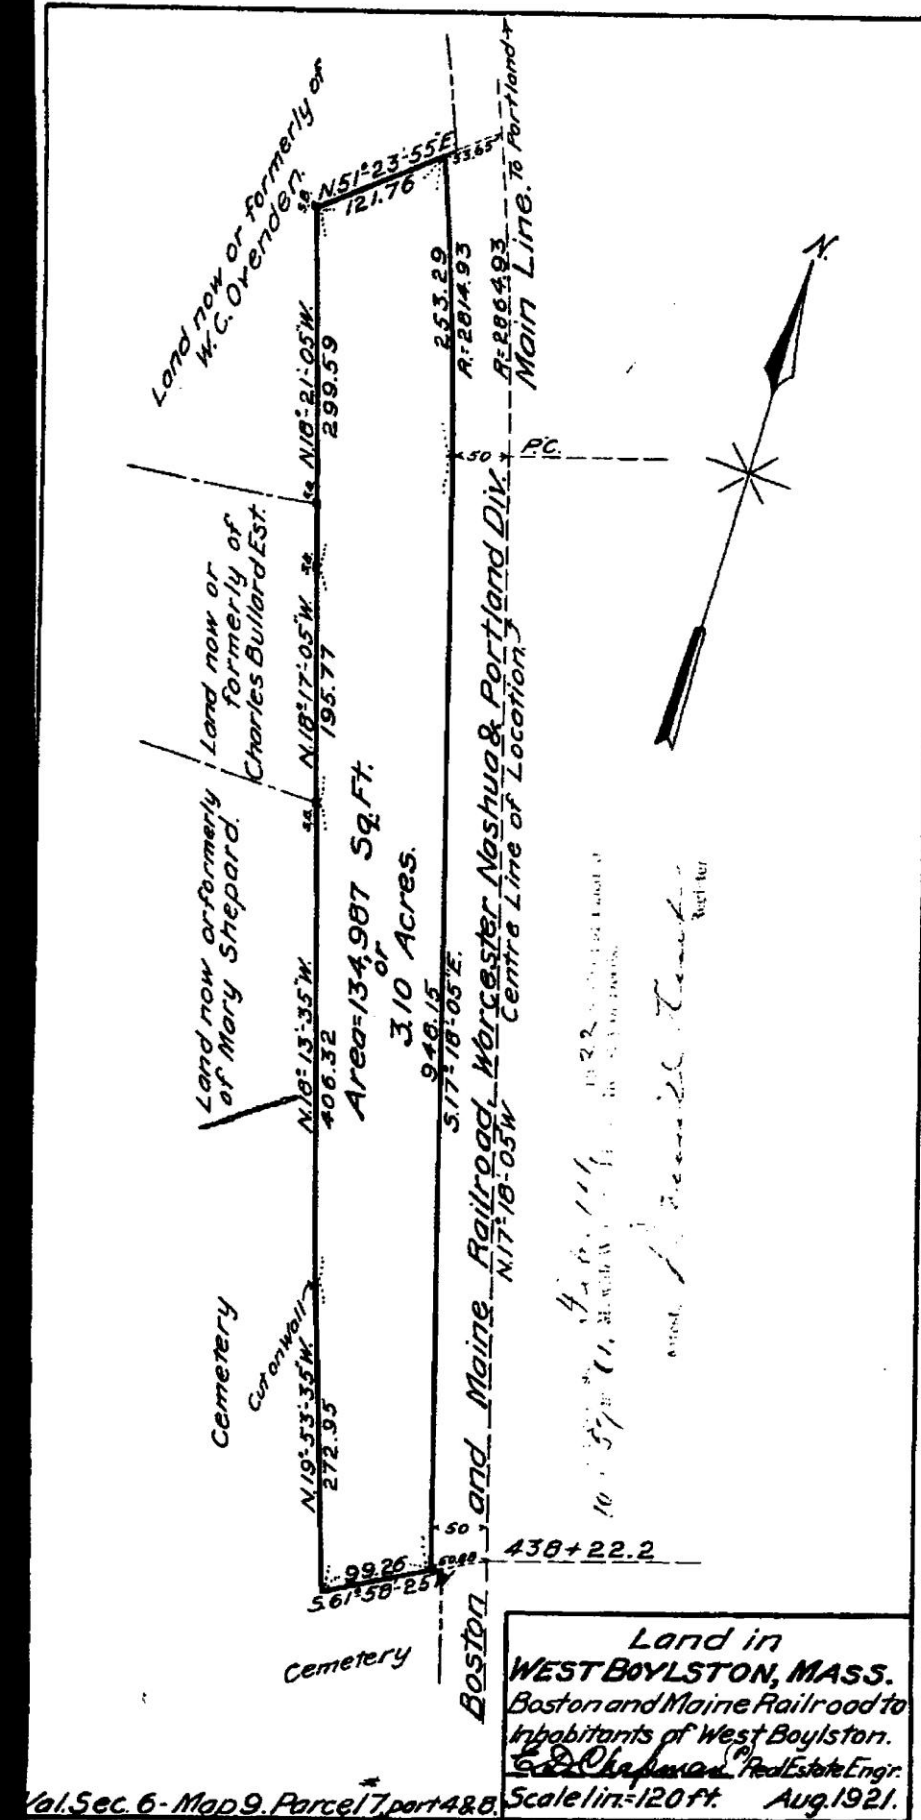 Land now or formerly of
W.C. Ovenden.
S.B.
N.51°-23'-55"E
121.76
53.65
To Portland
Main Line.
R=2864.93
R=2814.93
253.29
N.18°-21'-05"W.
299.59
N.
50
P.C.
S.B.
S.B.
Land now or
formerly of
Charles Bullard Est.
N.18°-17'-05"W.
195.77
S.B.
Land now or formerly
of Mary Shepard.
N.18°-13'-35"W.
406.32
Area=134,987 Sq.Ft.
or
3.10 Acres.
948.15
S.17°-18'-05"E.
Boston and Maine Railroad, Worcester Nashua & Portland Div.
Centre Line of Location.
N.17°-18'-05"W
Register
Cemetery
Cut on Wall
N.19°-53'-35"W.
272.95
50
438+22.2
99.26
S.61°-58'-25"W
Cemetery
Land in
WEST BOYLSTON, MASS.
Boston and Maine Railroad to
Inhabitants of West Boylston.
E.D. Chapman Real Estate Engr.
Scale 1in.=120 ft. Aug. 1921.
Val. Sec. 6 - Map 9. Parcel 7, part 4 & 8.